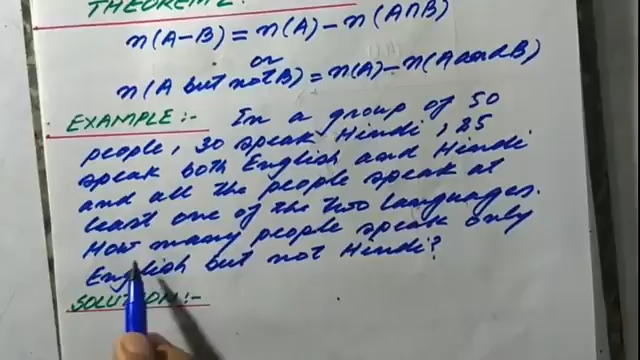 THEOREM 2:
n(A-B) = n(A) - n(A∩B)
or
n(A but not B) = n(A) - n(A and B)
EXAMPLE:- In a group of 50
people, 30 speak Hindi, 25
speak both English and Hindi
and all the people speak at
least one of the two languages.
How many people speak only
English but not Hindi?
SOLUTION:-